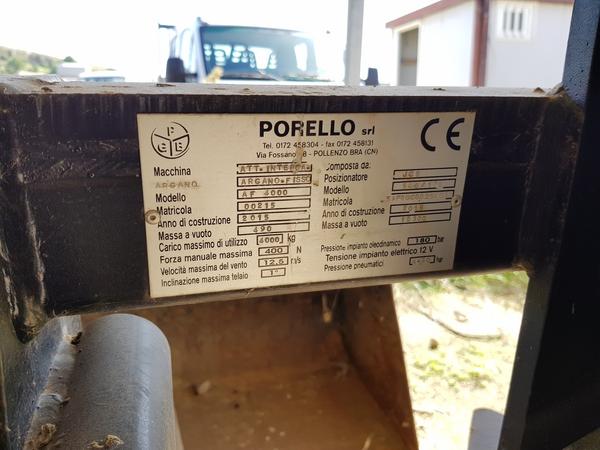 PORELLO srl
Tel. 0172 458304 - fax 0172 458131
Via Fossano 8 - POLLENZO BRA (CN)
CE
Macchina ATT. INTERCA.
ARGANO ARGANO FISSO
Modello AF 4000
Matricola 00215
Anno di costruzione 2015
Massa a vuoto 490 KG
Carico massimo di utilizzo 4000
Forza manuale massima 400 N
Velocità massima del vento 12.5 m/s
Inclinazione massima telaio 1°
Composta da:
Posizionatore JCB
Modello
Matricola
Anno di costruzione
Massa a vuoto
Pressione impianto oleodinamico 180 bar
Tensione impianto elettrico 12 V
Pressione pneumatici bar